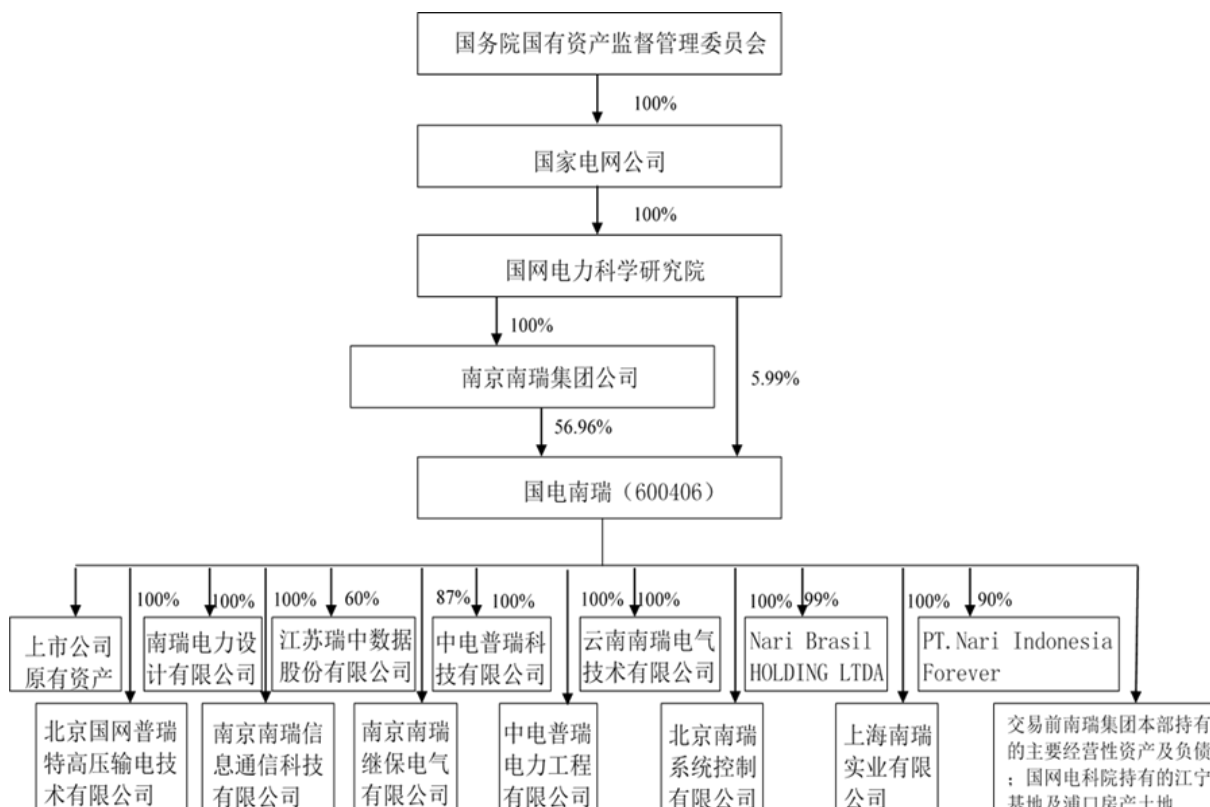 国务院国有资产监督管理委员会
100%
国家电网公司
100%
国网电力科学研究院
100%
南京南瑞集团公司
5.99%
56.96%
国电南瑞（600406）
100%
100%
100%
60%
87%
100%
100%
100%
100%
99%
100%
90%
上市公司
原有资产
南瑞电力设
计有限公司
江苏瑞中数据
股份有限公司
中电普瑞科
技有限公司
云南南瑞电气
技术有限公司
Nari Brasil
HOLDING LTDA
PT.Nari Indonesia
Forever
北京国网普瑞
特高压输电技
术有限公司
南京南瑞信
息通信科技
有限公司
南京南瑞
继保电气
有限公司
中电普瑞
电力工程
有限公司
北京南瑞
系统控制
有限公司
上海南瑞
实业有限
公司
交易前南瑞集团本部持有
的主要经营性资产及负债
；国网电科院持有的江宁
基地及浦口房产土地